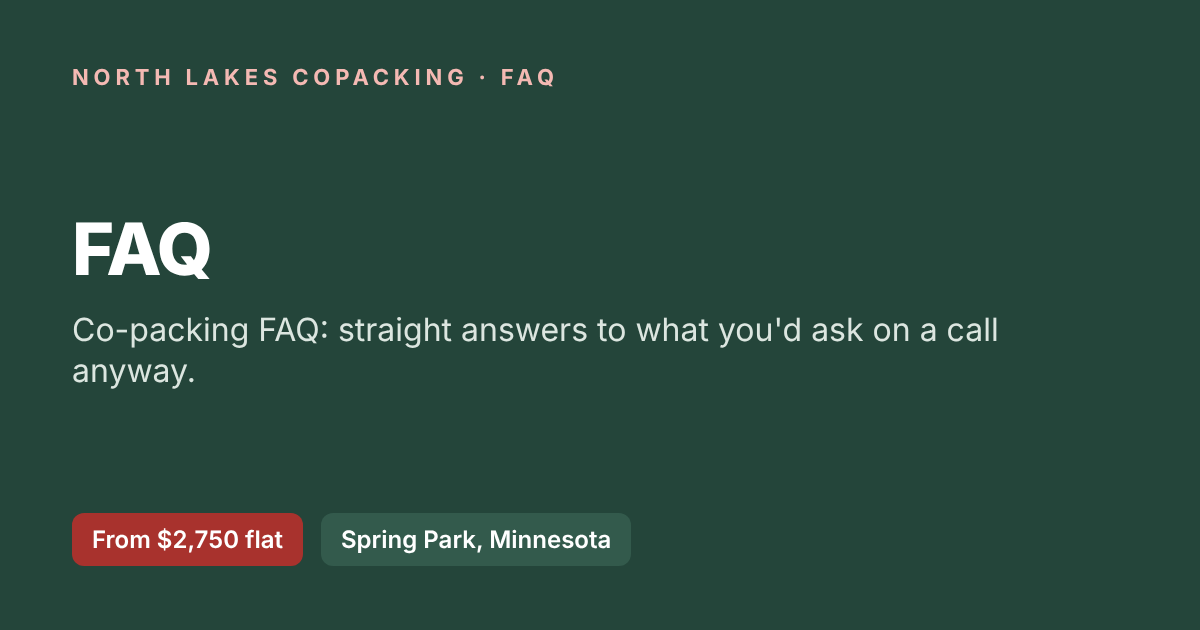 NORTH LAKES COPACKING · FAQ
FAQ
Co-packing FAQ: straight answers to what you'd ask on a call
anyway.
From $2,750 flat
Spring Park, Minnesota